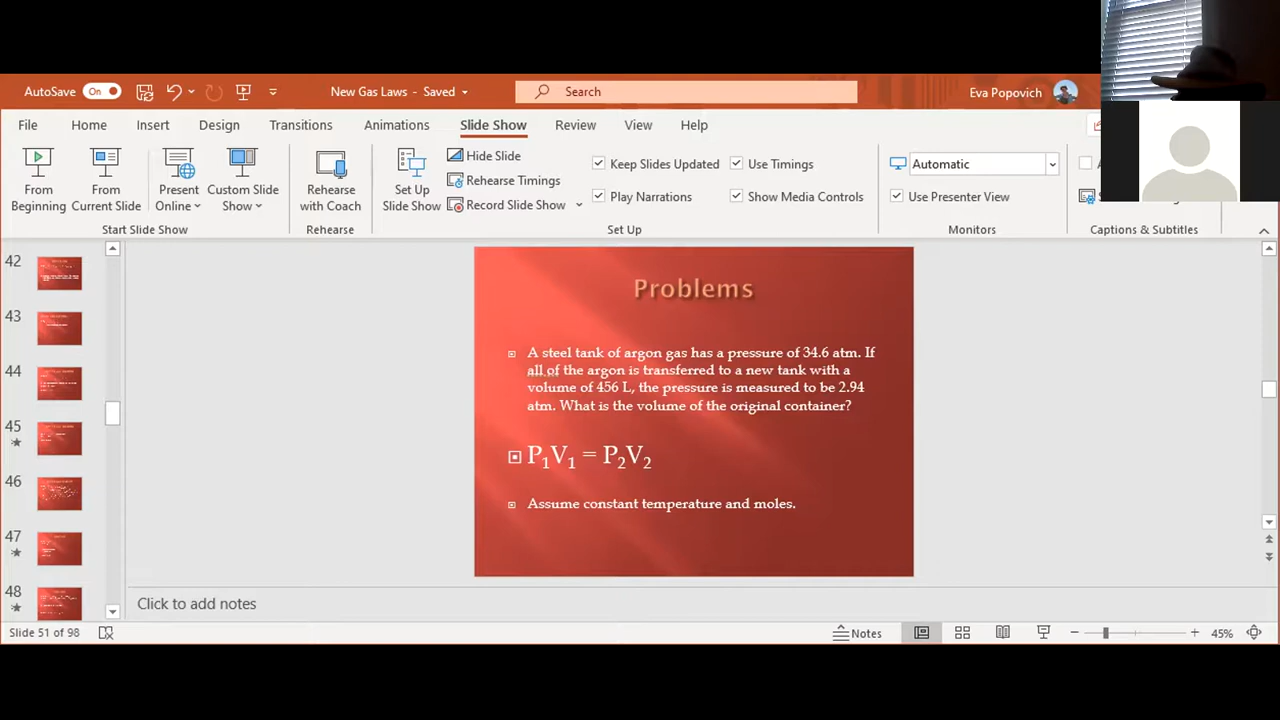 AutoSave On New Gas Laws - Saved Search Eva Popovich
File Home Insert Design Transitions Animations Slide Show Review View Help
From Beginning
From Current Slide
Present Online
Custom Slide Show
Start Slide Show
Rehearse with Coach
Rehearse
Set Up Slide Show
Hide Slide
Rehearse Timings
Record Slide Show
Keep Slides Updated
Play Narrations
Use Timings
Show Media Controls
Set Up
Automatic
Use Presenter View
Monitors
Captions & Subtitles
42
43
44
45
46
47
48
Problems
A steel tank of argon gas has a pressure of 34.6 atm. If
all of the argon is transferred to a new tank with a
volume of 456 L, the pressure is measured to be 2.94
atm. What is the volume of the original container?
P₁V₁ = P₂V₂
Assume constant temperature and moles.
Click to add notes
Slide 51 of 98 Notes 45%